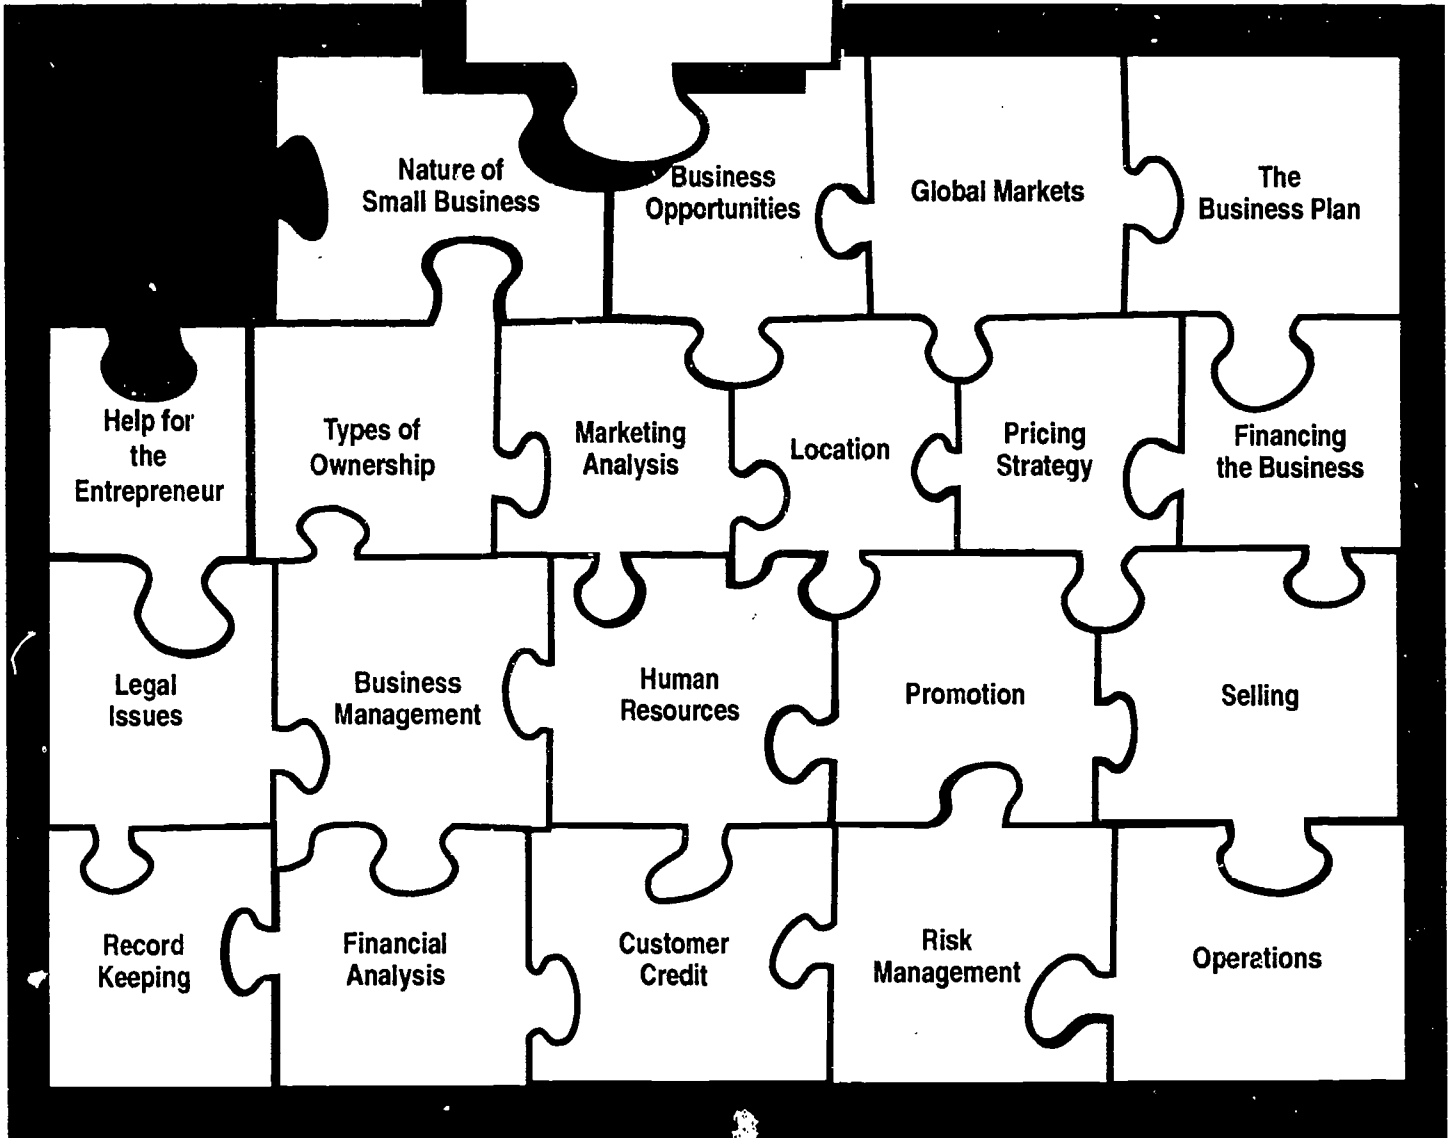 Nature of
Small Business
Business
Opportunities
Global Markets
The
Business Plan
Help for
the
Entrepreneur
Types of
Ownership
Marketing
Analysis
Location
Pricing
Strategy
Financing
the Business
Legal
Issues
Business
Management
Human
Resources
Promotion
Selling
Record
Keeping
Financial
Analysis
Customer
Credit
Risk
Management
Operations